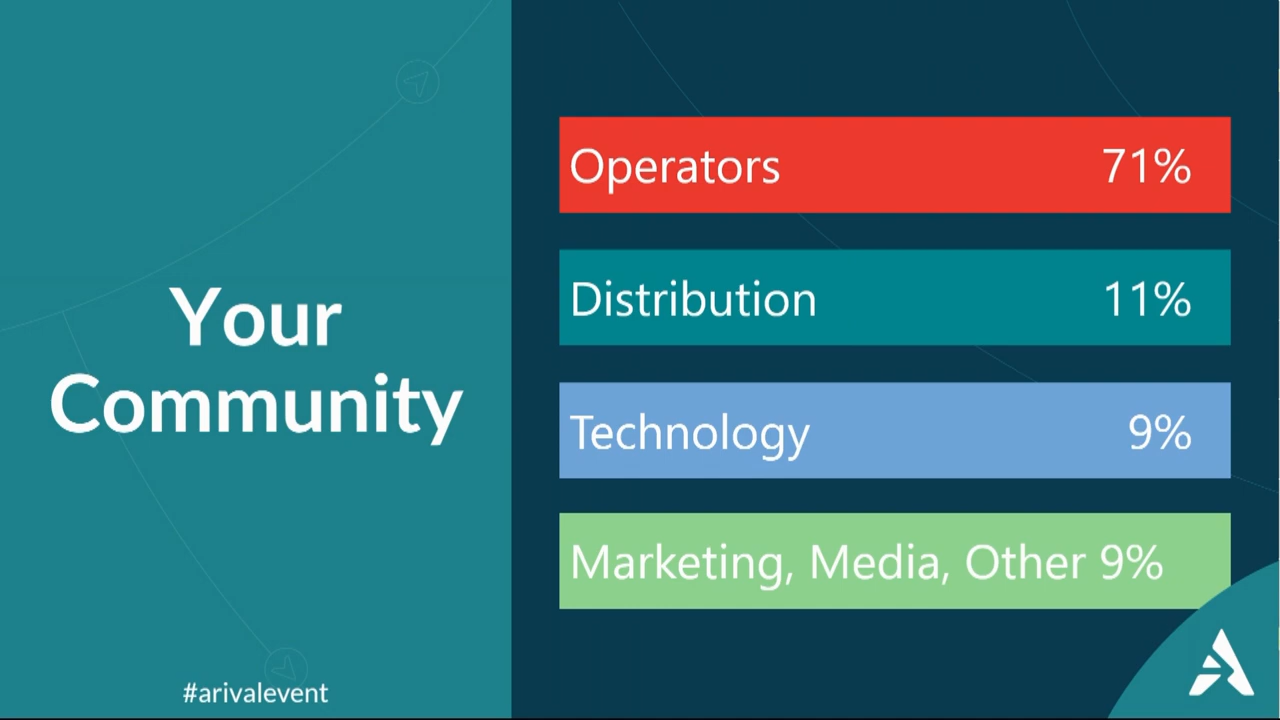 Your
Community
#arivalevent
Operators 71%
Distribution 11%
Technology 9%
Marketing, Media, Other 9%